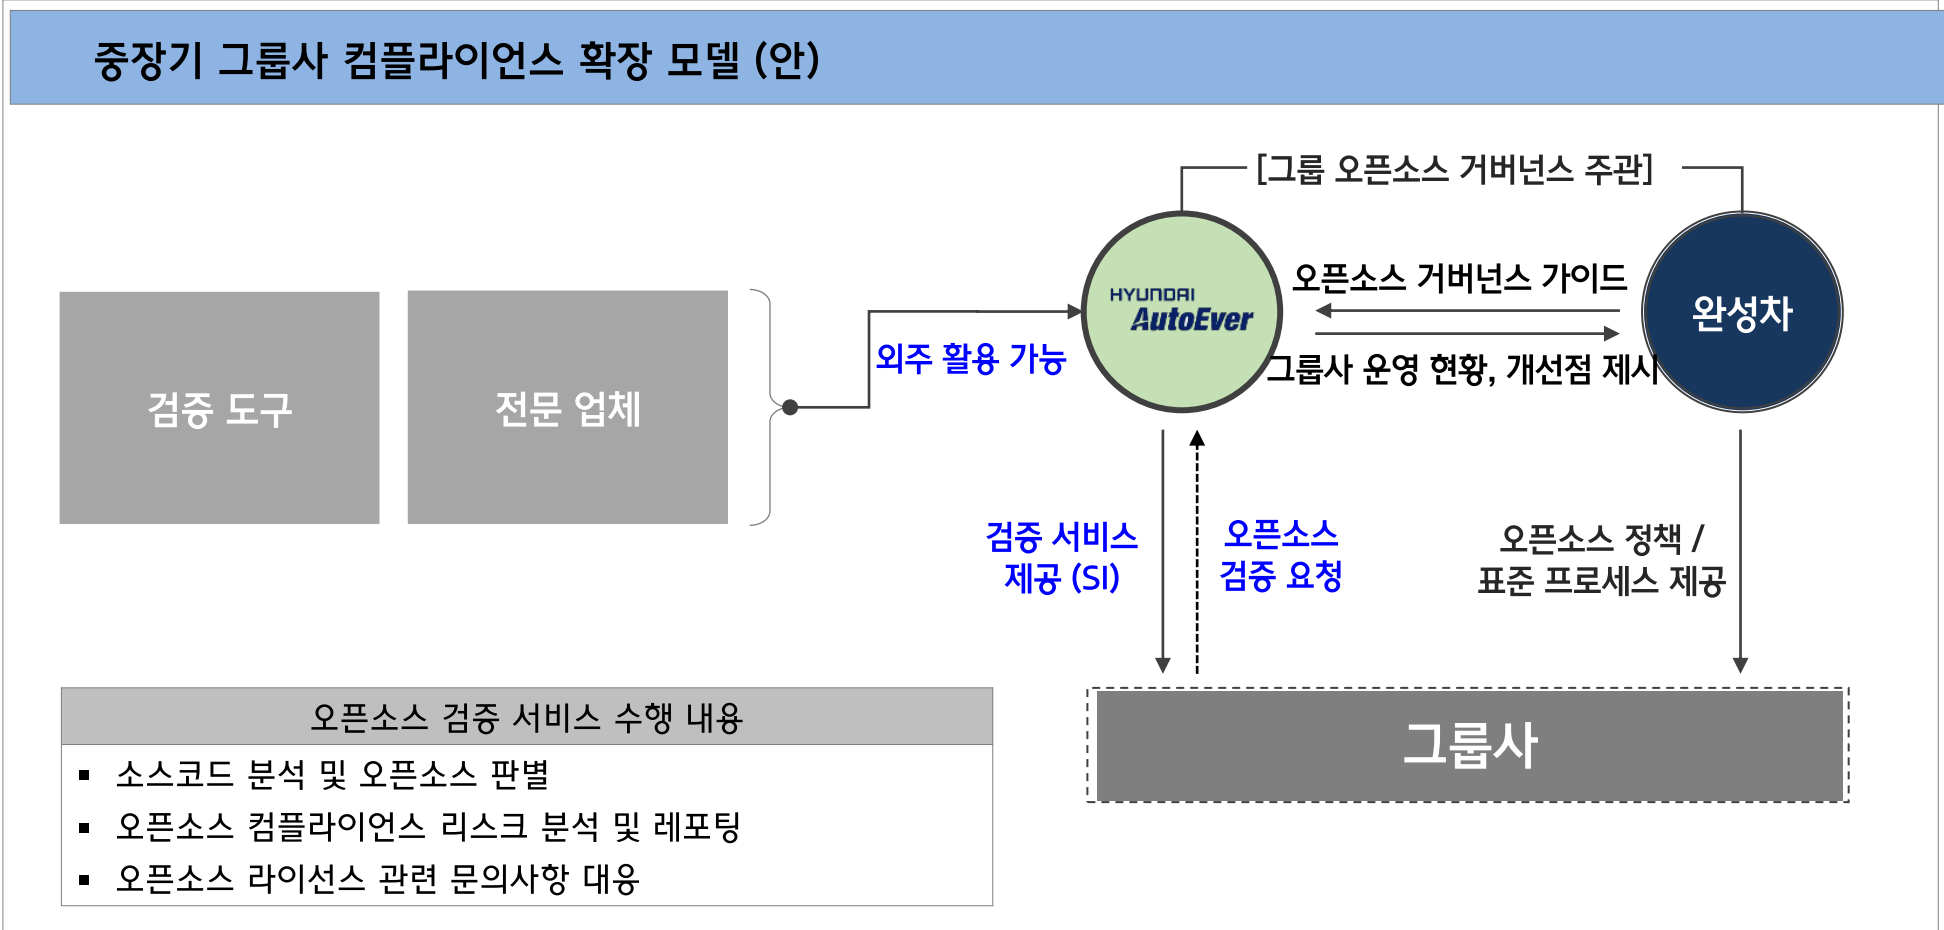 중장기 그룹사 컴플라이언스 확장 모델 (안)
[그룹 오픈소스 거버넌스 주관]
오픈소스 거버넌스 가이드
HYUNDAI
AutoEver
완성차
외주 활용 가능
그룹사 운영 현황, 개선점 제시
검증 도구
전문 업체
검증 서비스
제공 (SI)
오픈소스
검증 요청
오픈소스 정책 /
표준 프로세스 제공
그룹사
오픈소스 검증 서비스 수행 내용
▪ 소스코드 분석 및 오픈소스 판별
▪ 오픈소스 컴플라이언스 리스크 분석 및 레포팅
▪ 오픈소스 라이선스 관련 문의사항 대응